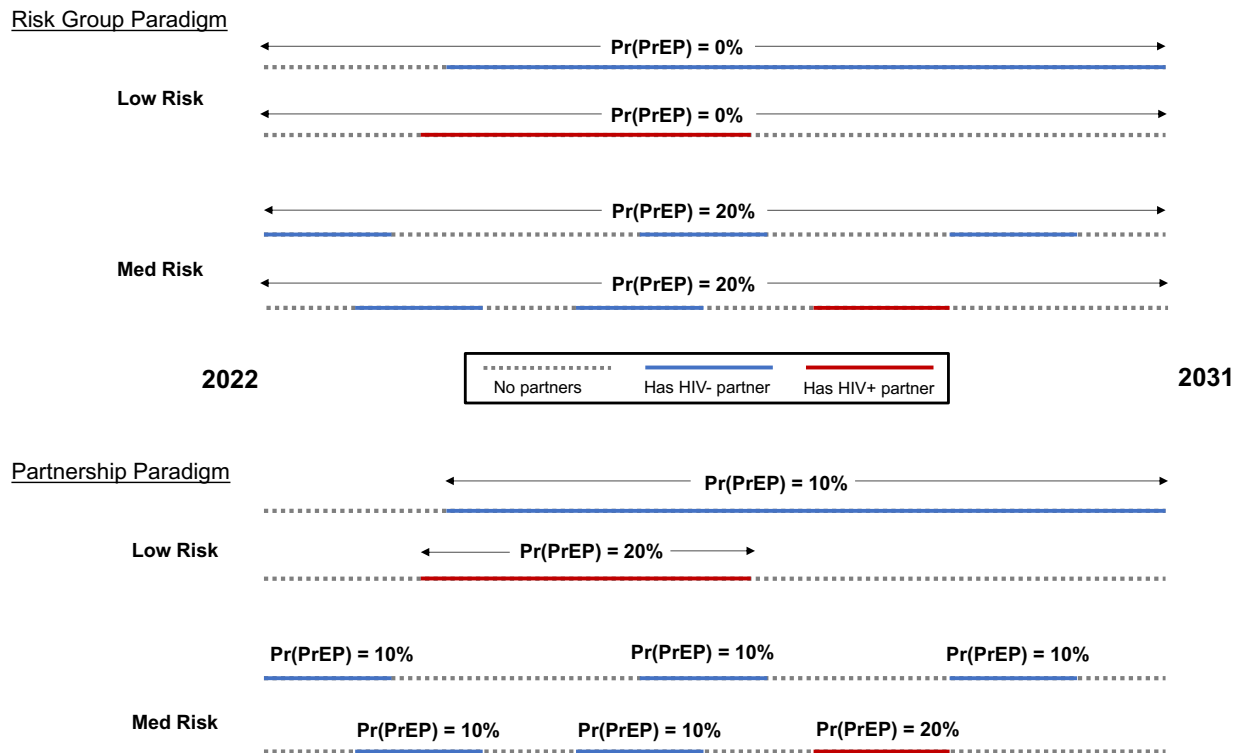 Risk Group Paradigm
Pr(PrEP) = 0%
Low Risk
Pr(PrEP) = 0%
Pr(PrEP) = 20%
Med Risk
Pr(PrEP) = 20%
2022
No partners Has HIV- partner Has HIV+ partner
2031
Partnership Paradigm
Pr(PrEP) = 10%
Low Risk
Pr(PrEP) = 20%
Pr(PrEP) = 10% Pr(PrEP) = 10% Pr(PrEP) = 10%
Med Risk
Pr(PrEP) = 10% Pr(PrEP) = 10% Pr(PrEP) = 20%